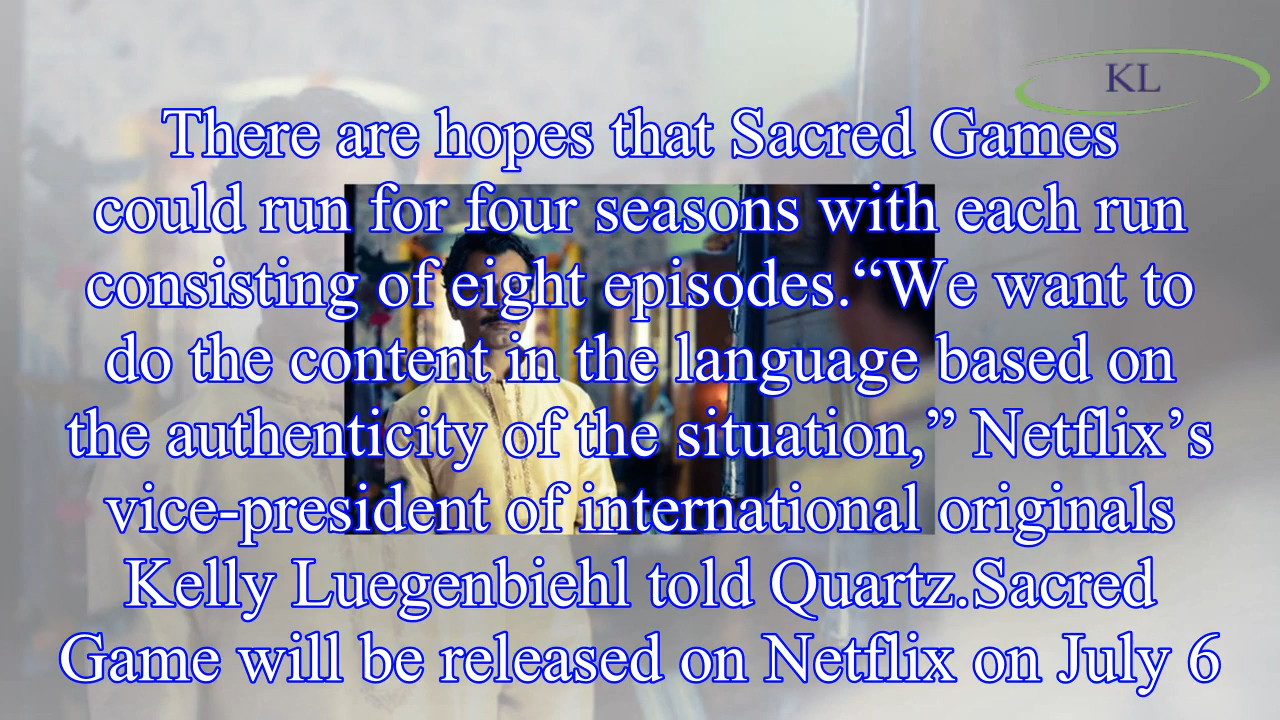 KL
There are hopes that Sacred Games
could run for four seasons with each run
consisting of eight episodes.“We want to
do the content in the language based on
the authenticity of the situation,” Netflix’s
vice-president of international originals
Kelly Luegenbiehl told Quartz.Sacred
Game will be released on Netflix on July 6